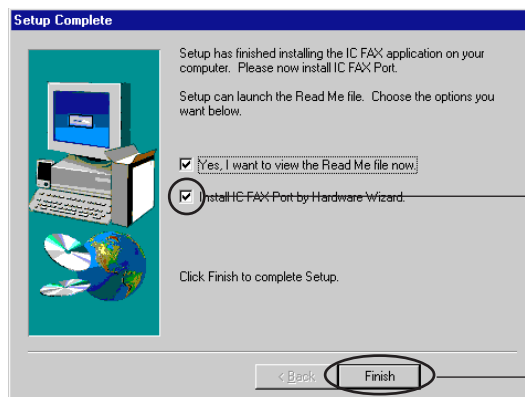 Setup Complete
Setup has finished installing the IC FAX application on your
computer. Please now install IC FAX Port.
Setup can launch the Read Me file. Choose the options you
want below.
Yes, I want to view the Read Me file now.
Install IC FAX Port by Hardware Wizard.
Click Finish to complete Setup.
< Back
Finish